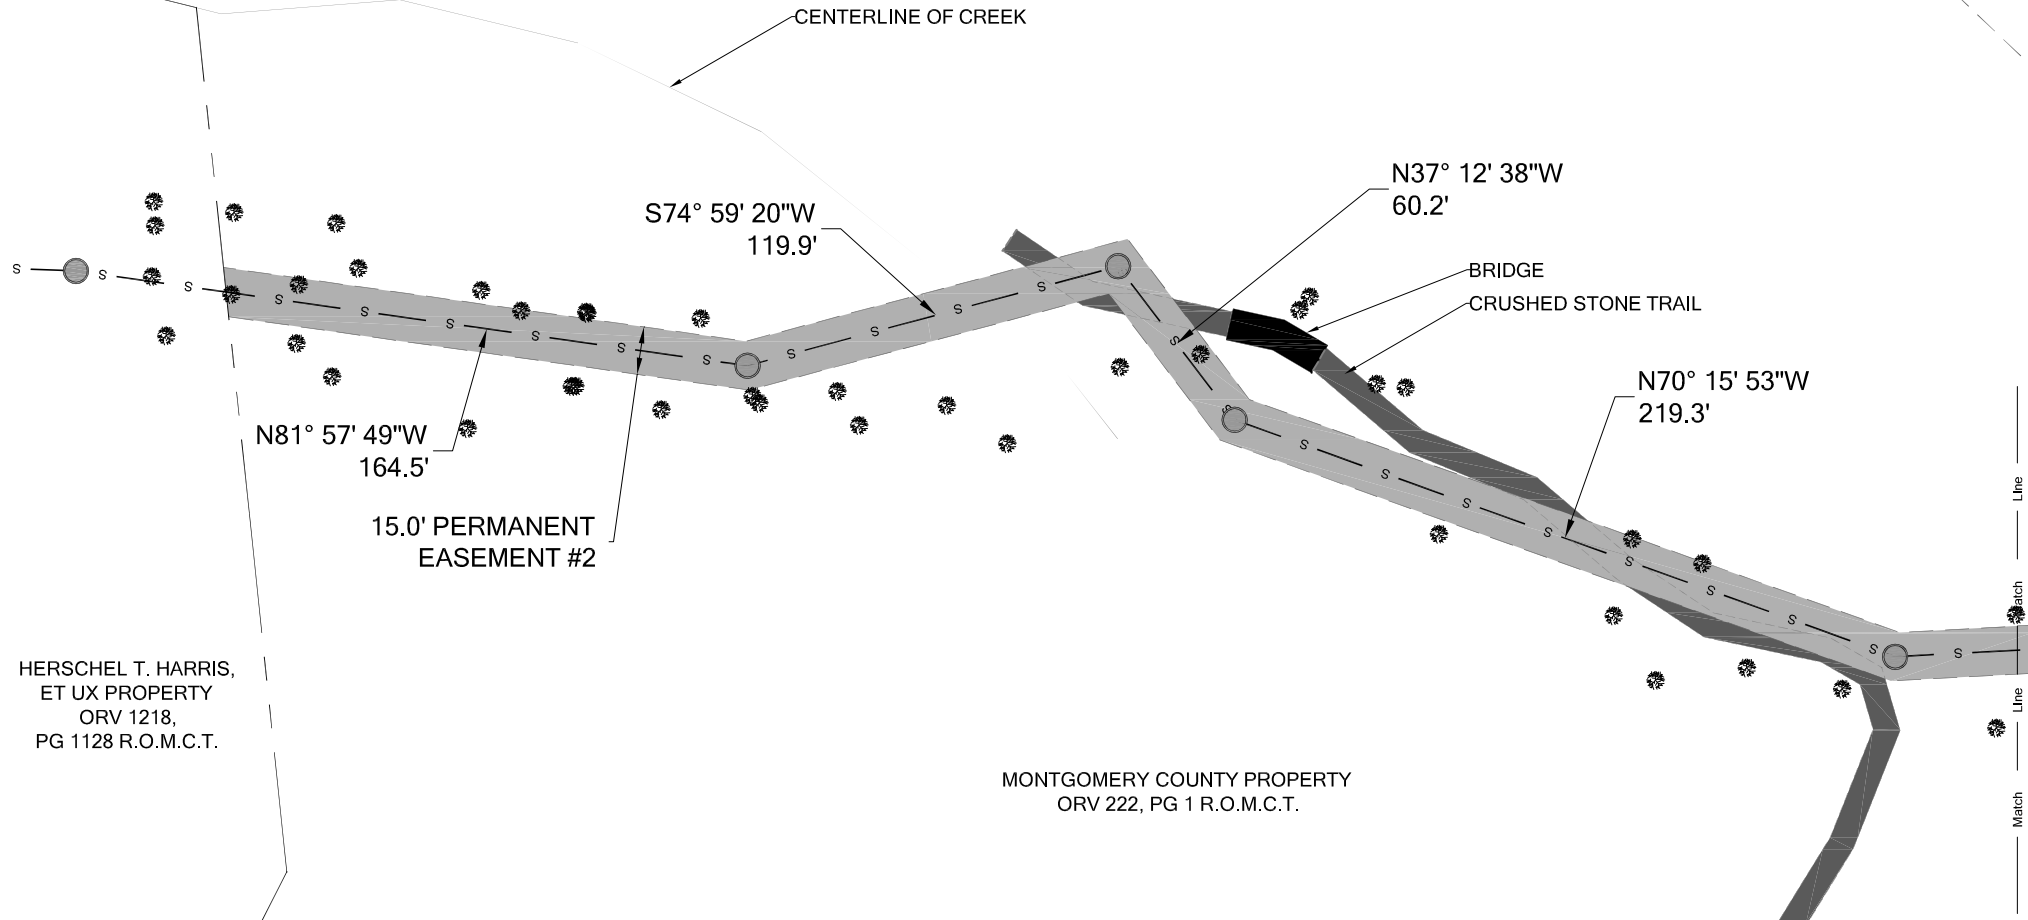 CENTERLINE OF CREEK
N37° 12' 38"W
60.2'
S74° 59' 20"W
119.9'
BRIDGE
CRUSHED STONE TRAIL
N70° 15' 53"W
219.3'
N81° 57' 49"W
164.5'
15.0' PERMANENT
EASEMENT #2
HERSCHEL T. HARRIS,
ET UX PROPERTY
ORV 1218,
PG 1128 R.O.M.C.T.
MONTGOMERY COUNTY PROPERTY
ORV 222, PG 1 R.O.M.C.T.
S S S S S S S S S S S S S S S S S S S S S S S S
Match Line
Match Line